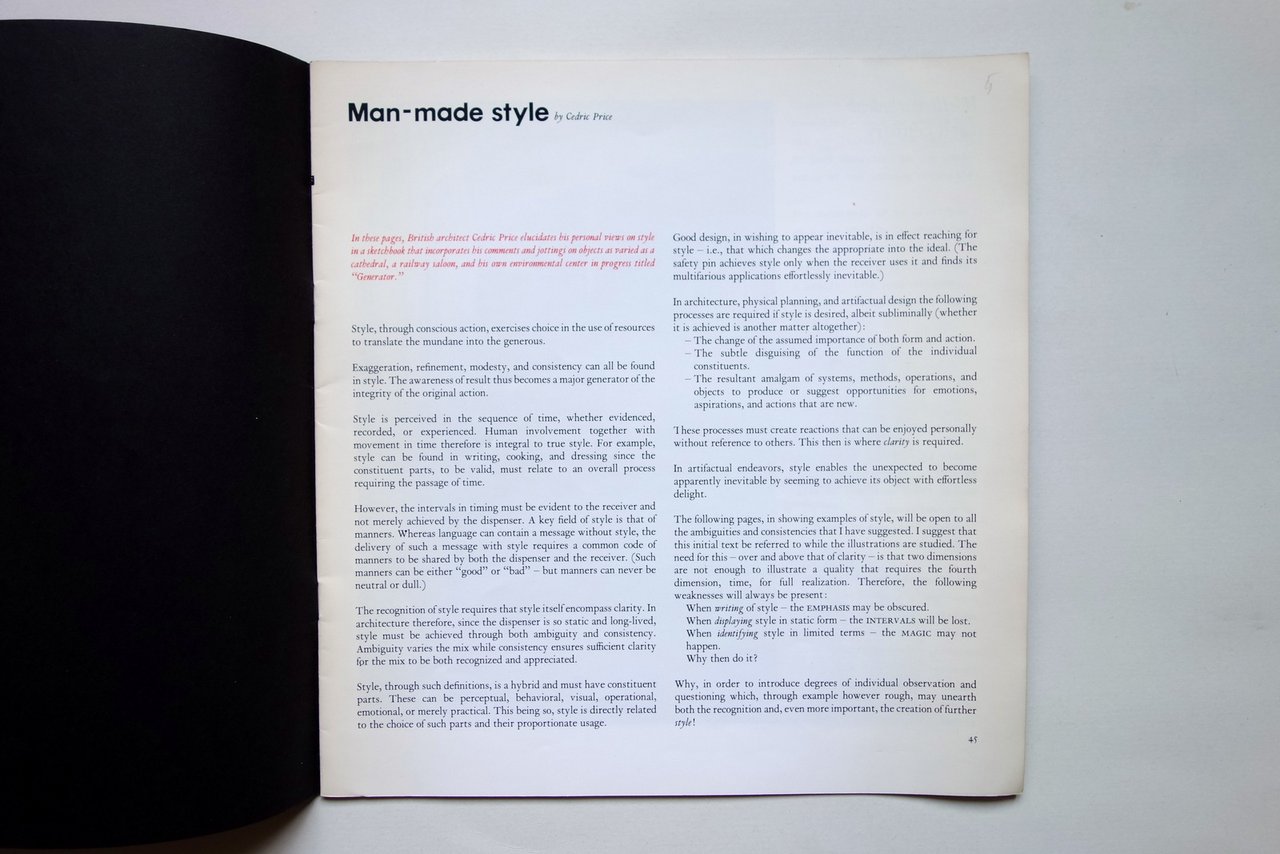 Man-made style by Cedric Price
In these pages, British architect Cedric Price elucidates his personal views on style
in a sketchbook that incorporates his comments and jottings on objects as varied as a
cathedral, a railway saloon, and his own environmental center in progress titled
“Generator.”
Style, through conscious action, exercises choice in the use of resources
to translate the mundane into the generous.
Exaggeration, refinement, modesty, and consistency can all be found
in style. The awareness of result thus becomes a major generator of the
integrity of the original action.
Style is perceived in the sequence of time, whether evidenced,
recorded, or experienced. Human involvement together with
movement in time therefore is integral to true style. For example,
style can be found in writing, cooking, and dressing since the
constituent parts, to be valid, must relate to an overall process
requiring the passage of time.
However, the intervals in timing must be evident to the receiver and
not merely achieved by the dispenser. A key field of style is that of
manners. Whereas language can contain a message without style, the
delivery of such a message with style requires a common code of
manners to be shared by both the dispenser and the receiver. (Such
manners can be either “good” or “bad” – but manners can never be
neutral or dull.)
The recognition of style requires that style itself encompass clarity. In
architecture therefore, since the dispenser is so static and long-lived,
style must be achieved through both ambiguity and consistency.
Ambiguity varies the mix while consistency ensures sufficient clarity
for the mix to be both recognized and appreciated.
Style, through such definitions, is a hybrid and must have constituent
parts. These can be perceptual, behavioral, visual, operational,
emotional, or merely practical. This being so, style is directly related
to the choice of such parts and their proportionate usage.
Good design, in wishing to appear inevitable, is in effect reaching for
style – i.e., that which changes the appropriate into the ideal. (The
safety pin achieves style only when the receiver uses it and finds its
multifarious applications effortlessly inevitable.)
In architecture, physical planning, and artifactual design the following
processes are required if style is desired, albeit subliminally (whether
it is achieved is another matter altogether):
– The change of the assumed importance of both form and action.
– The subtle disguising of the function of the individual
constituents.
– The resultant amalgam of systems, methods, operations, and
objects to produce or suggest opportunities for emotions,
aspirations, and actions that are new.
These processes must create reactions that can be enjoyed personally
without reference to others. This then is where clarity is required.
In artifactual endeavors, style enables the unexpected to become
apparently inevitable by seeming to achieve its object with effortless
delight.
The following pages, in showing examples of style, will be open to all
the ambiguities and consistencies that I have suggested. I suggest that
this initial text be referred to while the illustrations are studied. The
need for this – over and above that of clarity – is that two dimensions
are not enough to illustrate a quality that requires the fourth
dimension, time, for full realization. Therefore, the following
weaknesses will always be present:
When writing of style – the EMPHASIS may be obscured.
When displaying style in static form – the INTERVALS will be lost.
When identifying style in limited terms – the MAGIC may not
happen.
Why then do it?
Why, in order to introduce degrees of individual observation and
questioning which, through example however rough, may unearth
both the recognition and, even more important, the creation of further
style!
45
5